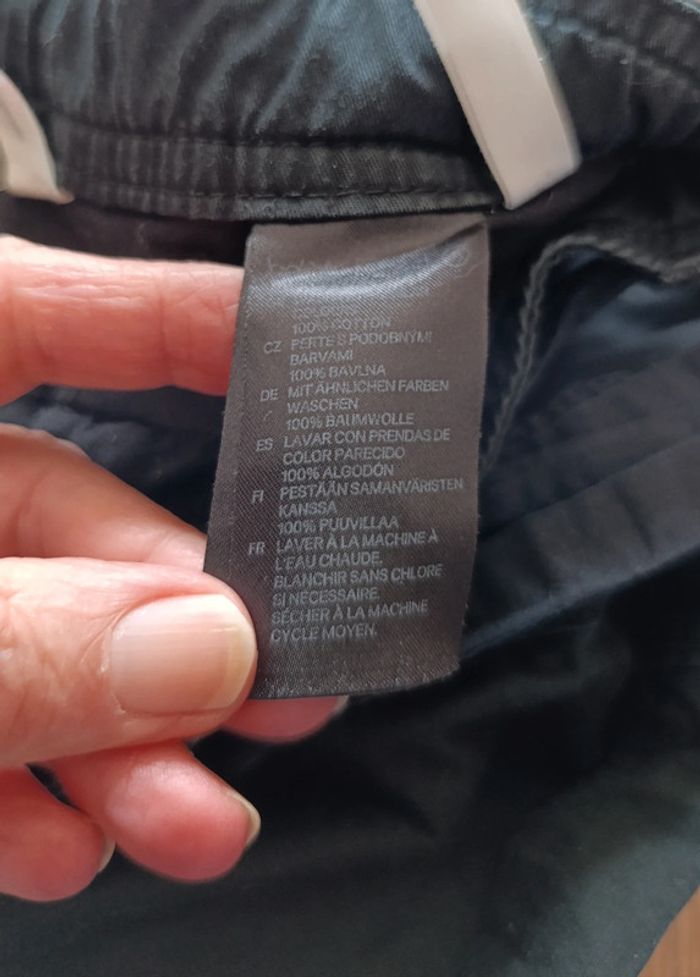 100% COTTON
CZ PERTE S PODOBNÝMI
BARVAMI
100% BAVLNA
DE MIT ÄHNLICHEN FARBEN
WASCHEN
100% BAUMWOLLE
ES LAVAR CON PRENDAS DE
COLOR PARECIDO
100% ALGODÓN
FI PESTÄÄN SAMANVÄRISTEN
KANSSA
100% PUUVILLAA
FR LAVER À LA MACHINE À
L'EAU CHAUDE.
BLANCHIR SANS CHLORE
SI NÉCESSAIRE.
SÉCHER À LA MACHINE
CYCLE MOYEN.